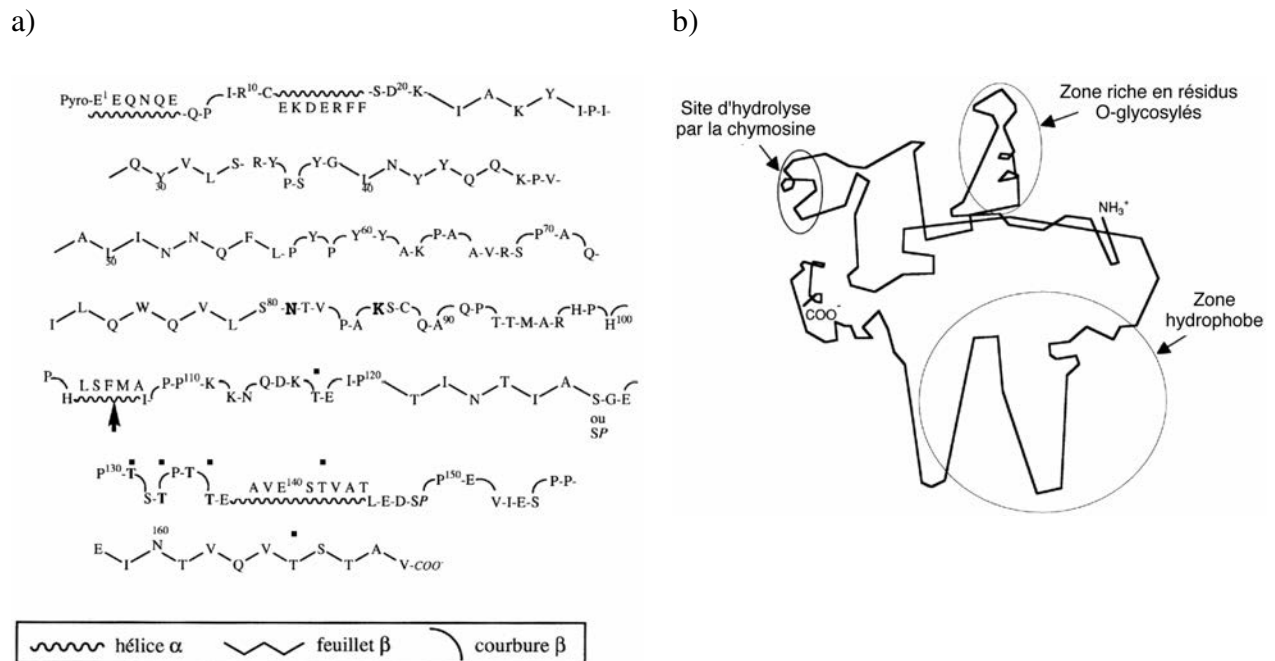 a)
b)
Pyro-E¹ E Q N Q E -Q-P I-R¹⁰-C E K D E R F F -S-D²⁰-K I A K Y I-P-I-
Q Y 30 V L S- R-Y P-S Y-G L 40 N Y Y Q Q K-P-V-
A L 50 I N N Q F L- P Y P Y⁶⁰-Y A-K P-A A-V-R-S P⁷⁰-A Q-
I L Q W Q V L S⁸⁰ -N-T-V P-A K S-C Q-A⁹⁰ Q-P T-T-M-A-R H-P H¹⁰⁰
P H L S F M A I- P-P¹¹⁰-K K-N Q-D-K T-E I-P¹²⁰ T I N T I A S-G-E
ou
SP
P¹³⁰-T S-T P-T T-E A V E¹⁴⁰ S T V A T L-E-D-SP P¹⁵⁰-E V-I-E-S P-P-
E I N 160 T V Q V T S T A V-COO-
hélice α feuillet β courbure β
Site d'hydrolyse
par la chymosine
Zone riche en résidus
O-glycosylés
NH₃⁺
COO⁻
Zone
hydrophobe